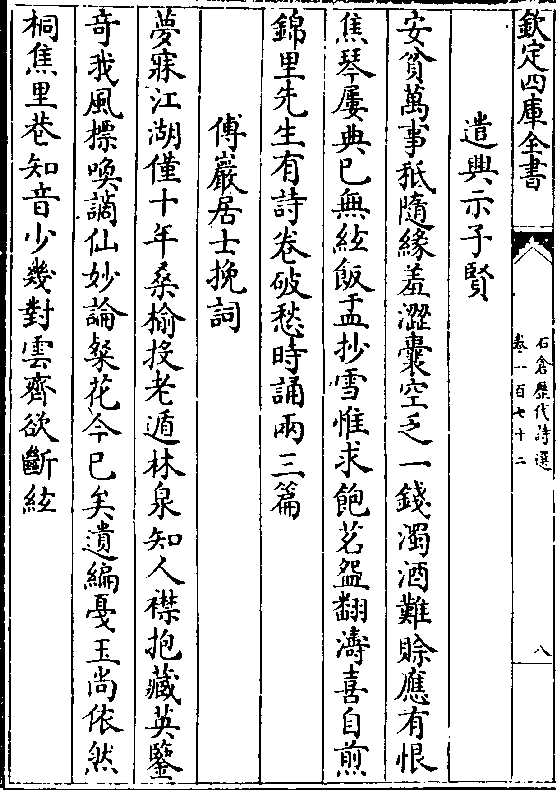 欽定四庫全書
石倉歷代詩選
卷一百七十二
八
遣興示子賢
安貧萬事秪隨緣羞澀囊空乏一錢濁酒難賒應有恨
焦琴屢典已無絃飯盂抄雪惟求飽茗盌翻濤喜自煎
錦里先生有詩卷破愁時誦兩三篇
傅巖居士挽詞
夢寐江湖僅十年桑榆投老遁林泉知人襟抱藏英鑒
奇我風標喚謫仙妙論粲花今已矣遺編戞玉尚依然
桐焦里巷知音少幾對雲齋欲斷絃